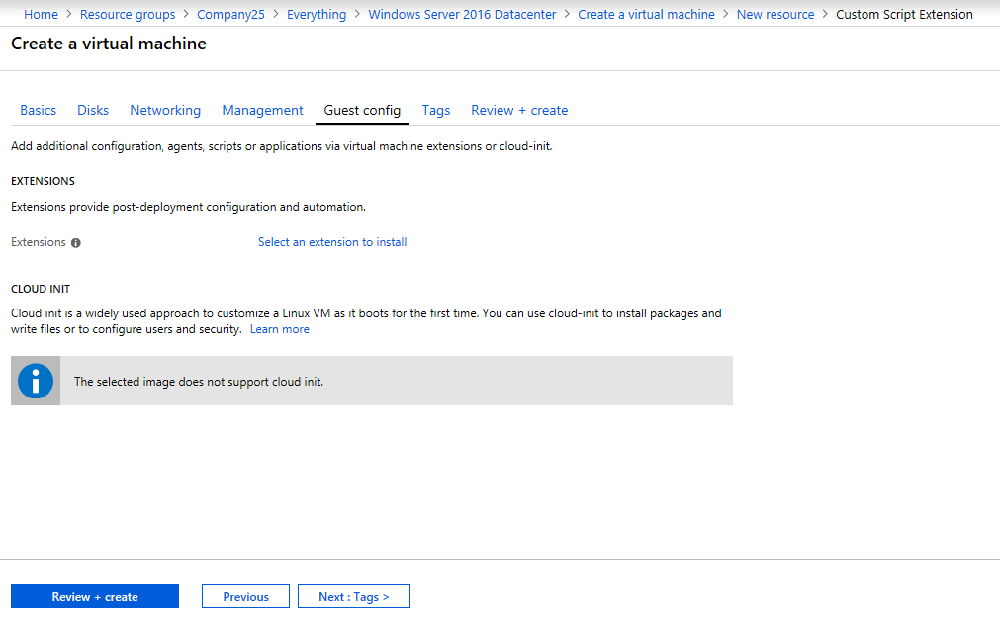 Home > Resource groups > Company25 > Everything > Windows Server 2016 Datacenter > Create a virtual machine > New resource > Custom Script Extension
Create a virtual machine
Basics Disks Networking Management Guest config Tags Review + create
Add additional configuration, agents, scripts or applications via virtual machine extensions or cloud-init.
EXTENSIONS
Extensions provide post-deployment configuration and automation.
Extensions Select an extension to install
CLOUD INIT
Cloud init is a widely used approach to customize a Linux VM as it boots for the first time. You can use cloud-init to install packages and
write files or to configure users and security. Learn more
The selected image does not support cloud init.
Review + create Previous Next : Tags >